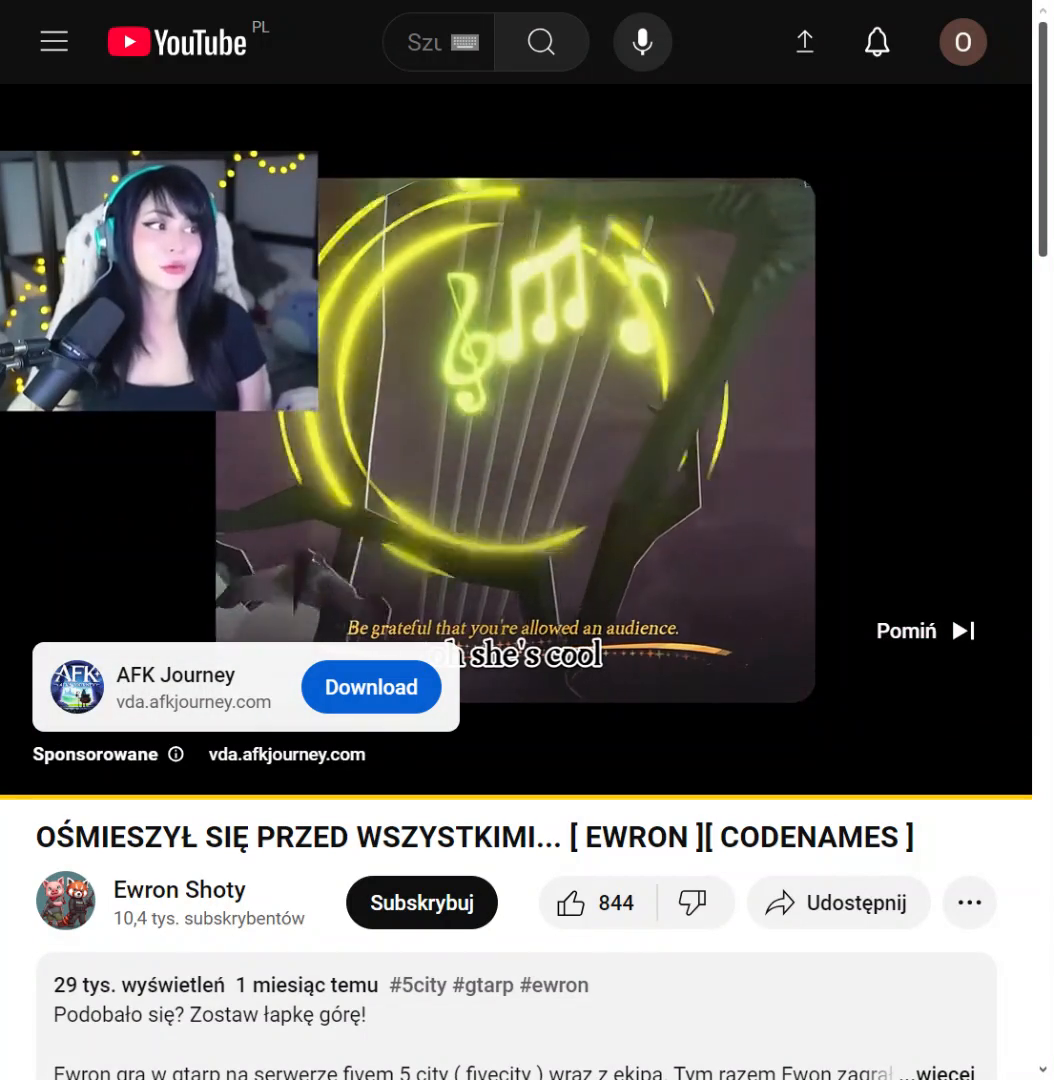 YouTube PL
Szu
O
Be grateful that you're allowed an audience.
oh she's cool
Pomiń
AFK
AFK Journey
vda.afkjourney.com
Download
Sponsorowane vda.afkjourney.com
OŚMIESZYŁ SIĘ PRZED WSZYSTKIMI... [ EWRON ][ CODENAMES ]
Ewron Shoty
10,4 tys. subskrybentów
Subskrybuj
844
Udostępnij
29 tys. wyświetleń 1 miesiąc temu #5city #gtarp #ewron
Podobało się? Zostaw łapkę górę!
Ewron gra w gtarp na serwerze fivem 5 city ( fivecity ) wraz z ekipą. Tym razem Ewon zagrał ...więcej